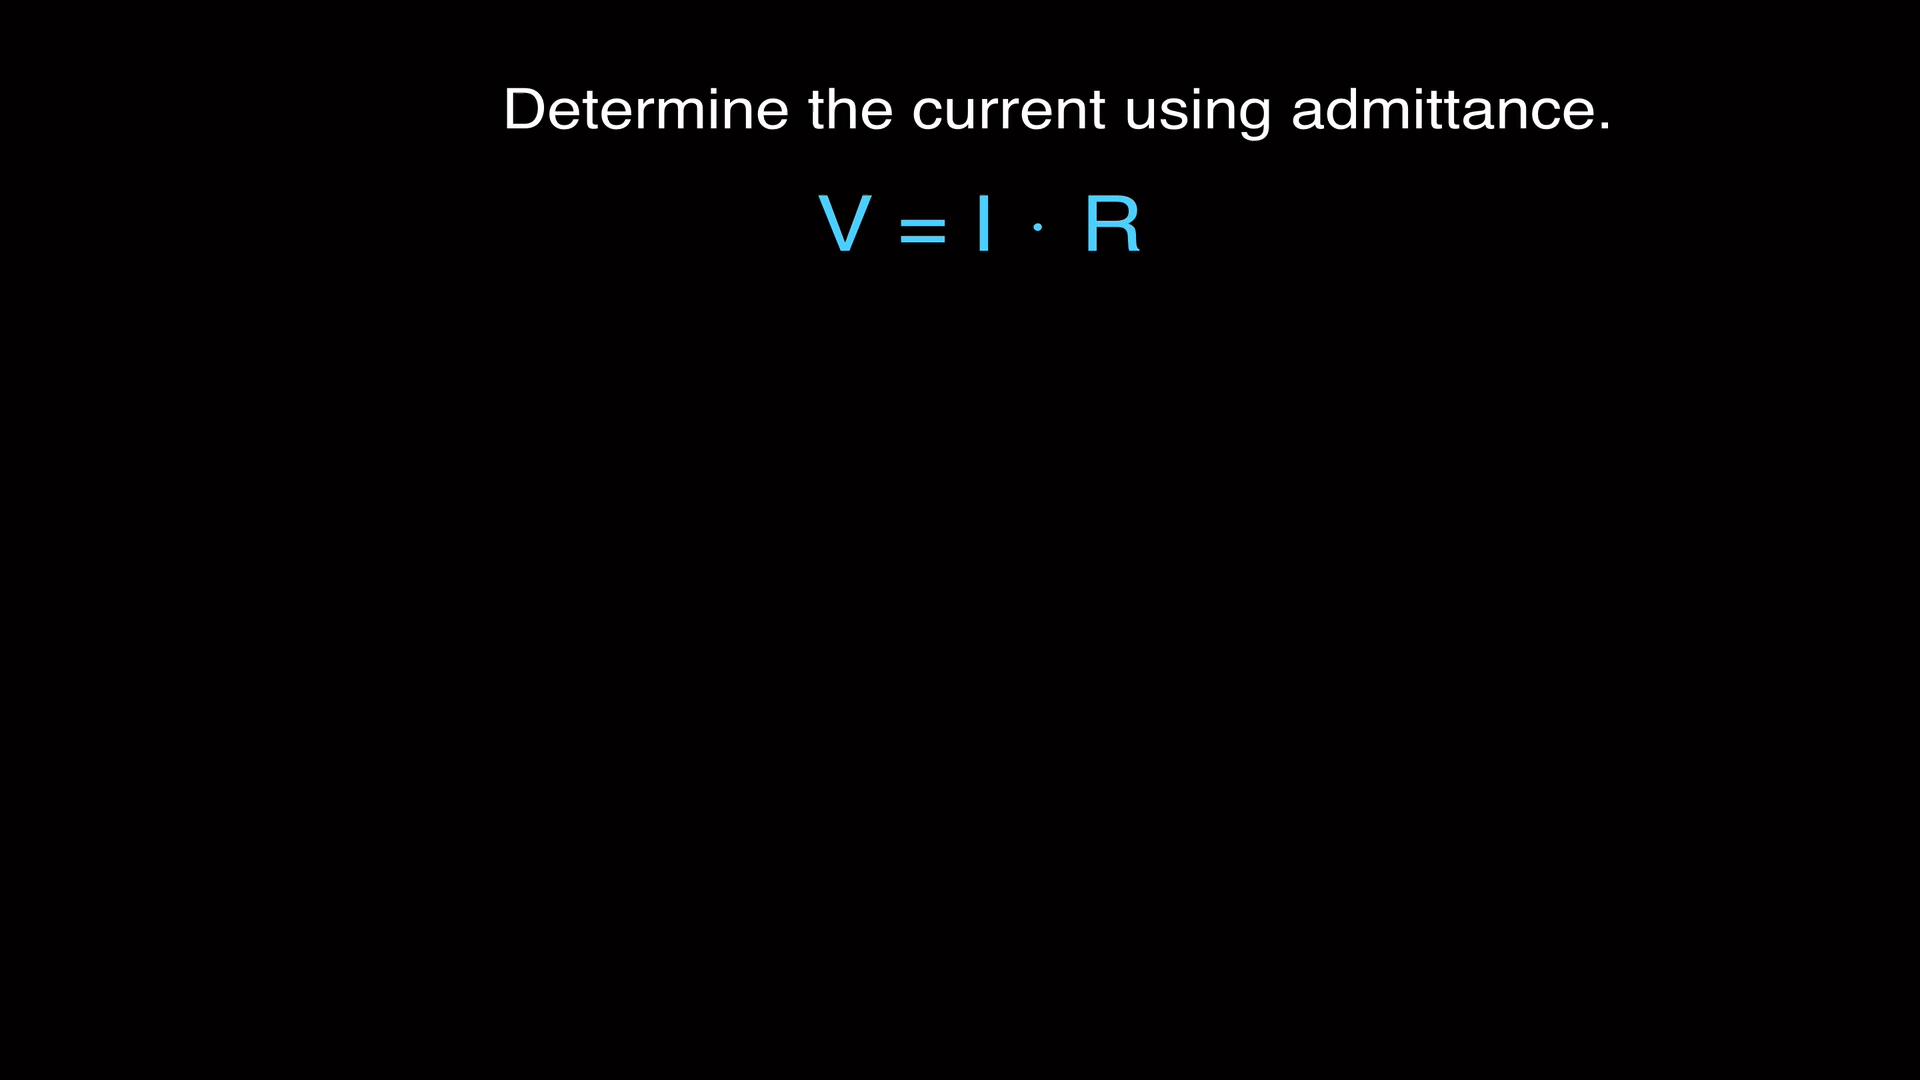 Determine the current using admittance.
V = I · R